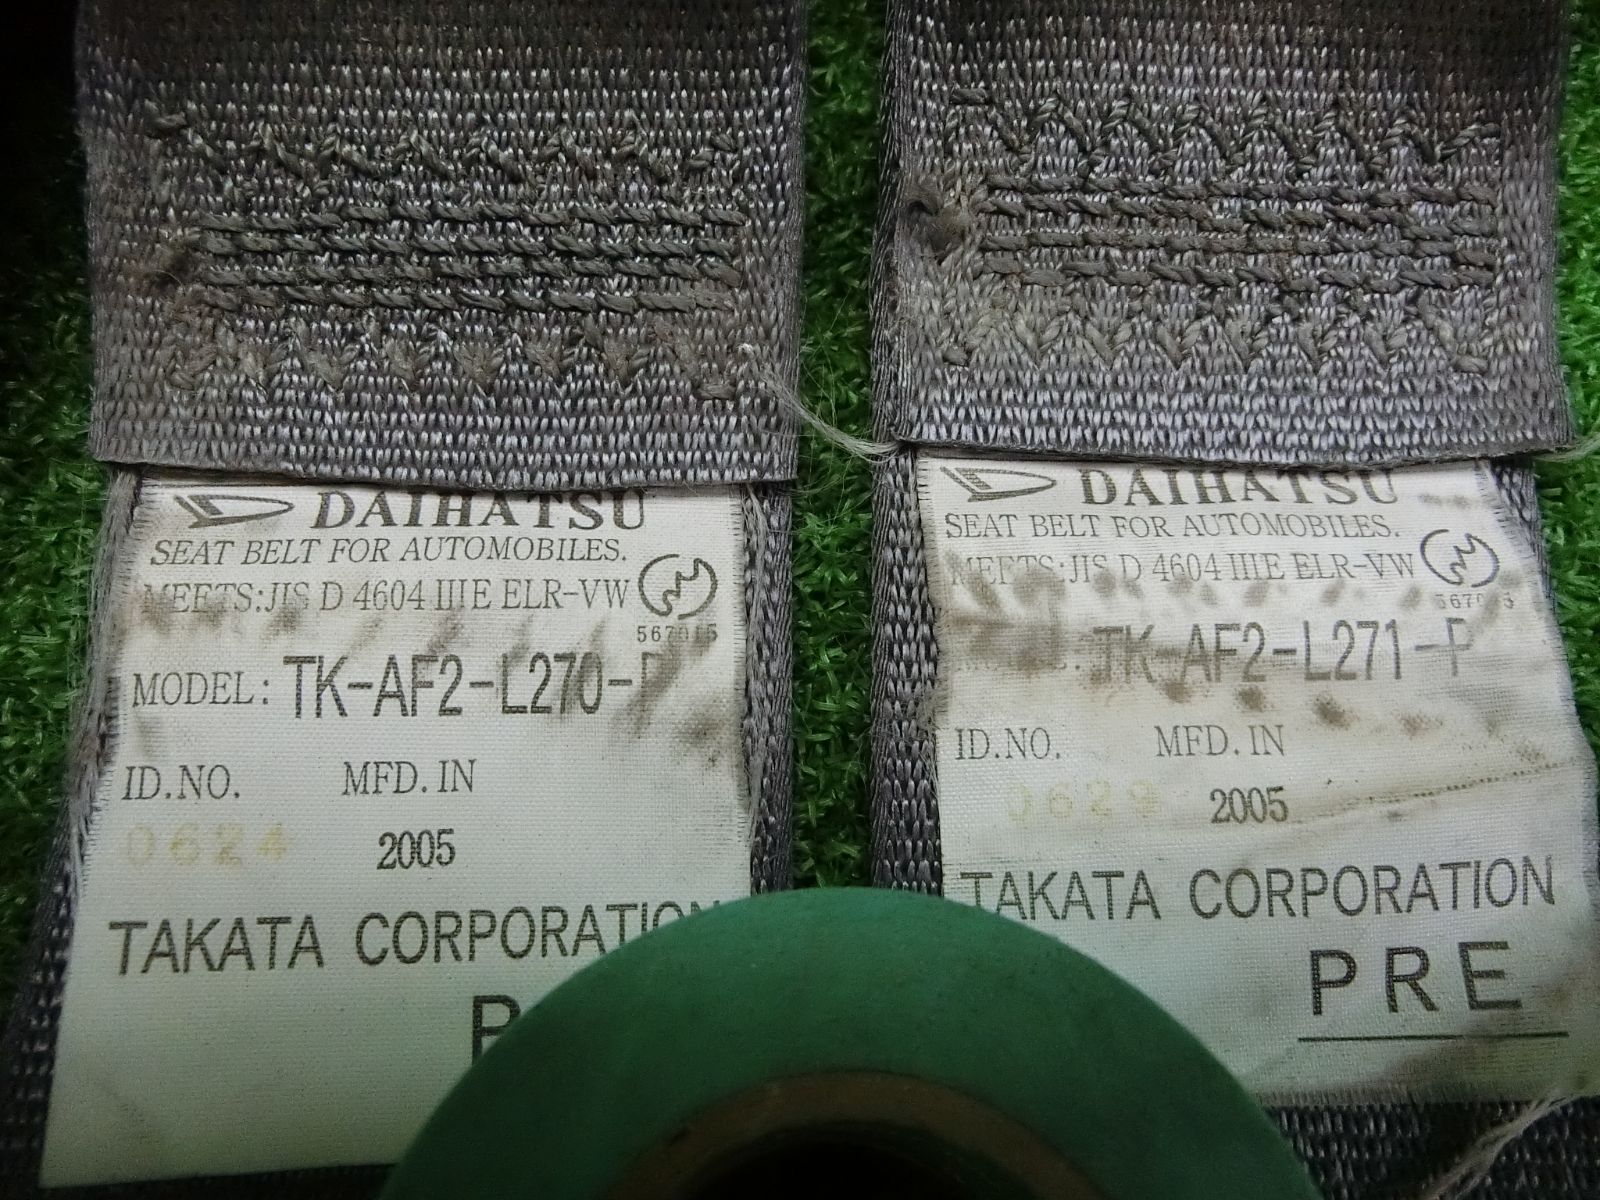 DAIHATSU
SEAT BELT FOR AUTOMOBILES.
MEETS:JIS D 4604 IIIE ELR-VW
MODEL: TK-AF2-L270-P
ID.NO. MFD. IN
0624 2005
TAKATA CORPORATION
DAIHATSU
SEAT BELT FOR AUTOMOBILES.
MEETS:JIS D 4604 IIIE ELR-VW
TK-AF2-L271-P
ID.NO. MFD. IN
0629 2005
TAKATA CORPORATION
PRE